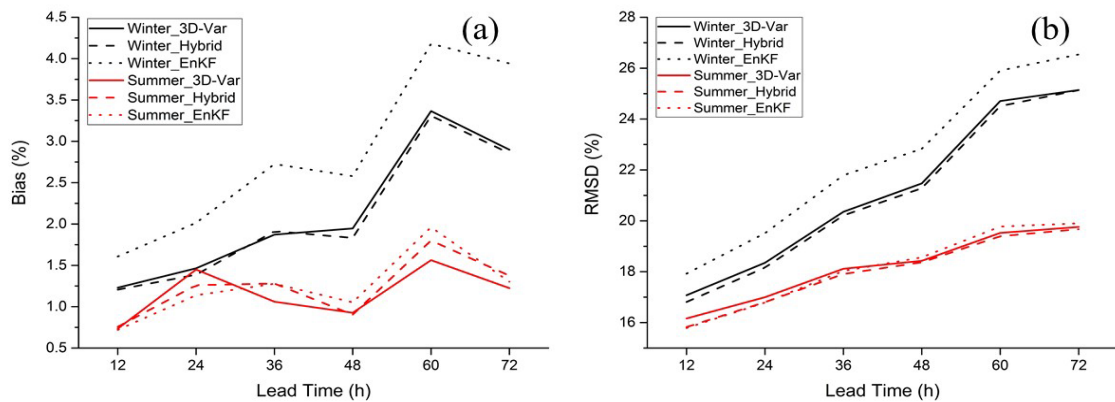 (a)
Winter_3D-Var
Winter_Hybrid
Winter_EnKF
Summer_3D-Var
Summer_Hybrid
Summer_EnKF
4.5
4.0
3.5
3.0
2.5
2.0
1.5
1.0
0.5
Bias (%)
12 24 36 48 60 72
Lead Time (h)
(b)
Winter_3D-Var
Winter_Hybrid
Winter_EnKF
Summer_3D-Var
Summer_Hybrid
Summer_EnKF
28
26
24
22
20
18
16
RMSD (%)
12 24 36 48 60 72
Lead Time (h)